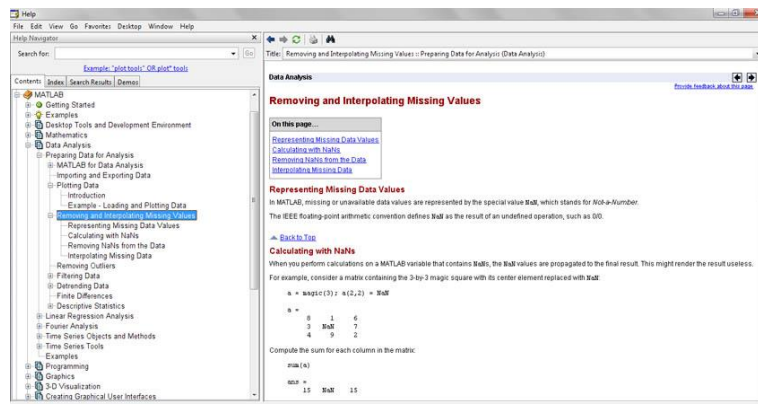 Help
File Edit View Go Favorites Desktop Window Help
Help Navigator
Search for:
Go
Example: "plot tools" OR plot* tools
Contents Index Search Results Demos
MATLAB
Getting Started
Examples
Desktop Tools and Development Environment
Mathematics
Data Analysis
Preparing Data for Analysis
MATLAB for Data Analysis
Importing and Exporting Data
Plotting Data
Introduction
Example - Loading and Plotting Data
Removing and Interpolating Missing Values
Representing Missing Data Values
Calculating with NaNs
Removing NaNs from the Data
Interpolating Missing Data
Removing Outliers
Filtering Data
Detrending Data
Finite Differences
Descriptive Statistics
Linear Regression Analysis
Fourier Analysis
Time Series Objects and Methods
Time Series Tools
Examples
Programming
Graphics
3-D Visualization
Creating Graphical User Interfaces
Title: Removing and Interpolating Missing Values :: Preparing Data for Analysis (Data Analysis)
Data Analysis
Provide feedback about this page
Removing and Interpolating Missing Values
On this page…
Representing Missing Data Values
Calculating with NaNs
Removing NaNs from the Data
Interpolating Missing Data
Representing Missing Data Values
In MATLAB, missing or unavailable data values are represented by the special value NaN, which stands for Not-a-Number.
The IEEE floating-point arithmetic convention defines NaN as the result of an undefined operation, such as 0/0.
Back to Top
Calculating with NaNs
When you perform calculations on a MATLAB variable that contains NaNs, the NaN values are propagated to the final result. This might render the result useless.
For example, consider a matrix containing the 3-by-3 magic square with its center element replaced with NaN:
a = magic(3); a(2,2) = NaN
a =
8 1 6
3 NaN 7
4 9 2
Compute the sum for each column in the matrix:
sum(a)
ans =
15 NaN 15